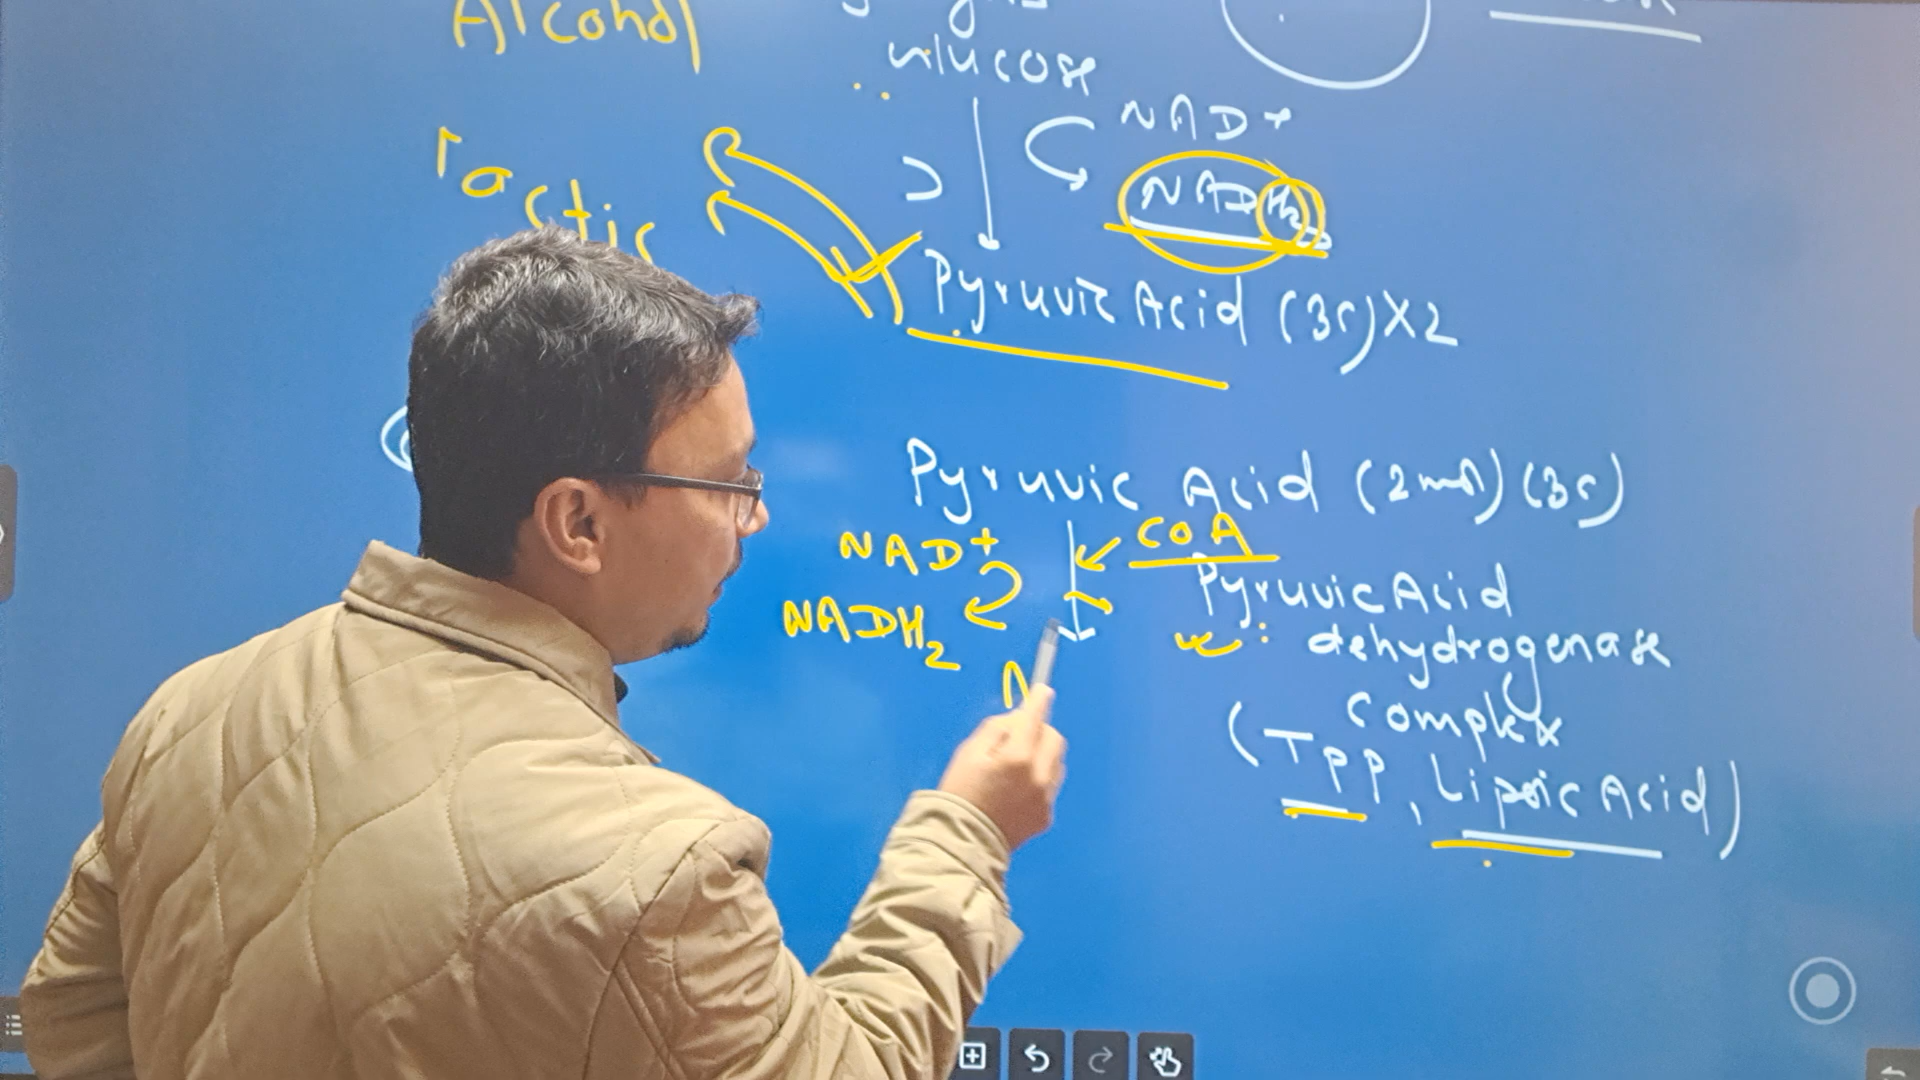 Alcohol
Glucose
NAD+
Lactic
NADH2
Pyruvic Acid (3C)X2
Pyruvic Acid (2mol) (3C)
COA
NAD+
Pyruvic Acid
NADH2
dehydrogenase
complex
(TPP, Lipoic Acid)